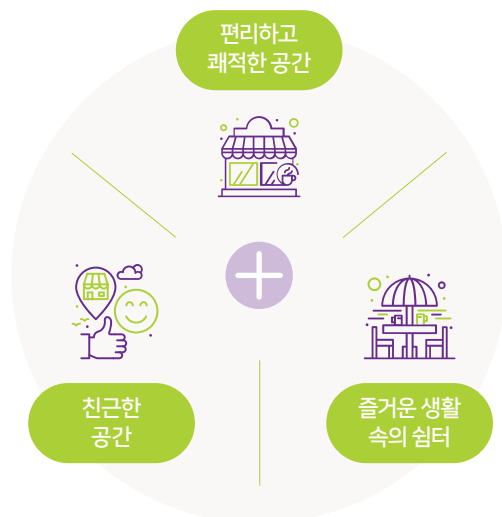 편리하고
쾌적한 공간
친근한
공간
즐거운 생활
속의 쉼터